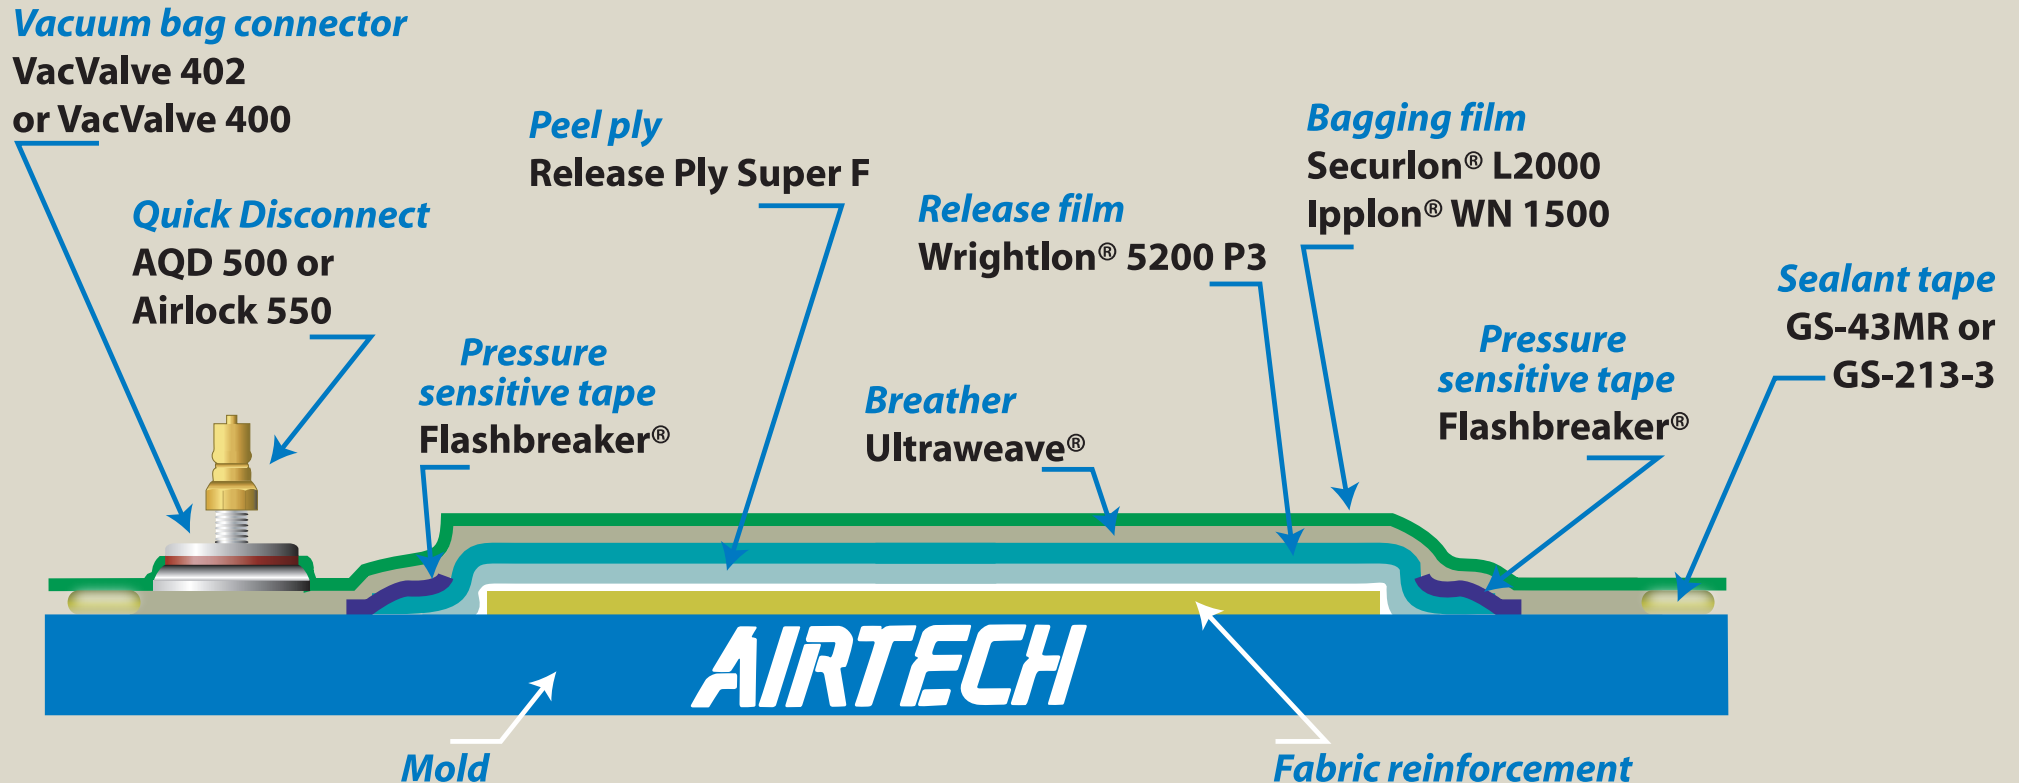 Vacuum bag connector
VacValve 402
or VacValve 400
Quick Disconnect
AQD 500 or
Airlock 550
Pressure
sensitive tape
Flashbreaker®
Peel ply
Release Ply Super F
Breather
Ultraweave®
Release film
Wrightlon® 5200 P3
Bagging film
Securlon® L2000
Ipplon® WN 1500
Pressure
sensitive tape
Flashbreaker®
Sealant tape
GS-43MR or
GS-213-3
AIRTECH
Mold
Fabric reinforcement